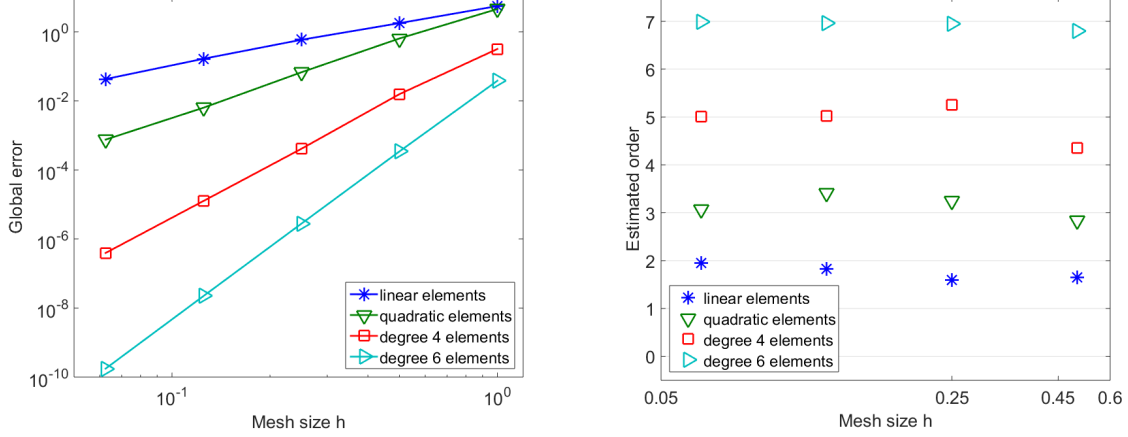 Global error
10^0
10^-2
10^-4
10^-6
10^-8
10^-10
10^-1
10^0
Mesh size h
linear elements
quadratic elements
degree 4 elements
degree 6 elements
Estimated order
7
6
5
4
3
2
1
0
0.05
0.25
0.45
0.6
Mesh size h
linear elements
quadratic elements
degree 4 elements
degree 6 elements